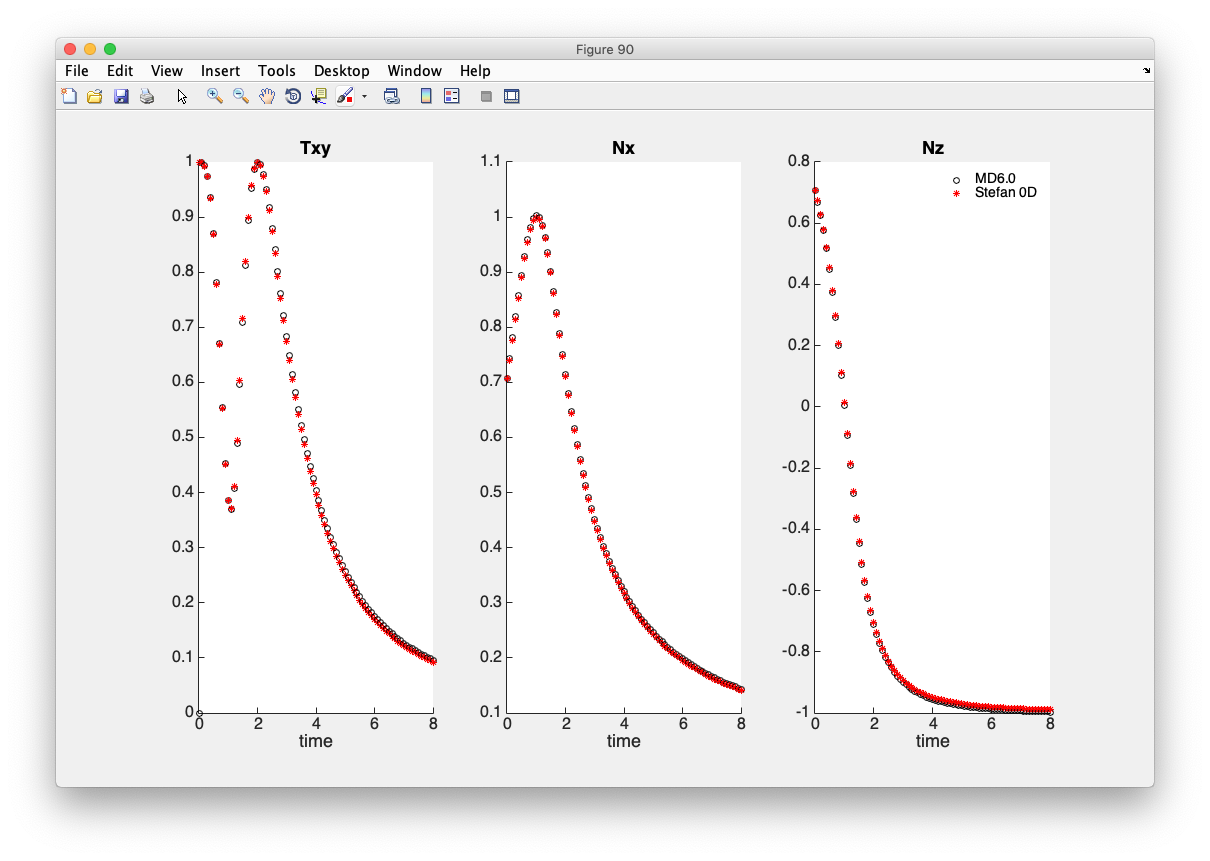 Figure 90
File Edit View Insert Tools Desktop Window Help
Txy
1
0.9
0.8
0.7
0.6
0.5
0.4
0.3
0.2
0.1
0
0 2 4 6 8
time
Nx
1.1
1
0.9
0.8
0.7
0.6
0.5
0.4
0.3
0.2
0.1
0 2 4 6 8
time
Nz
0.8
0.6
0.4
0.2
0
-0.2
-0.4
-0.6
-0.8
-1
0 2 4 6 8
time
MD6.0
Stefan 0D